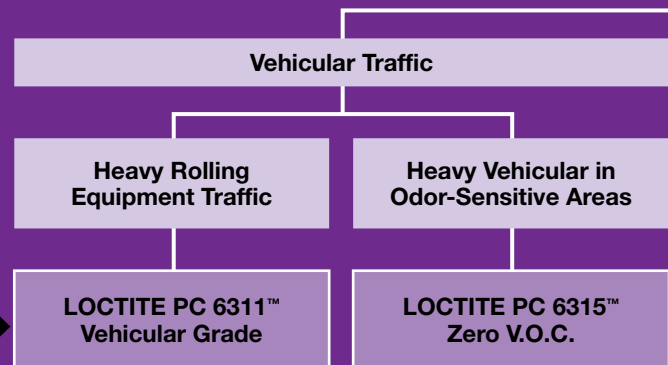 Vehicular Traffic
Heavy Rolling
Equipment Traffic
Heavy Vehicular in
Odor-Sensitive Areas
LOCTITE PC 6311™
Vehicular Grade
LOCTITE PC 6315™
Zero V.O.C.